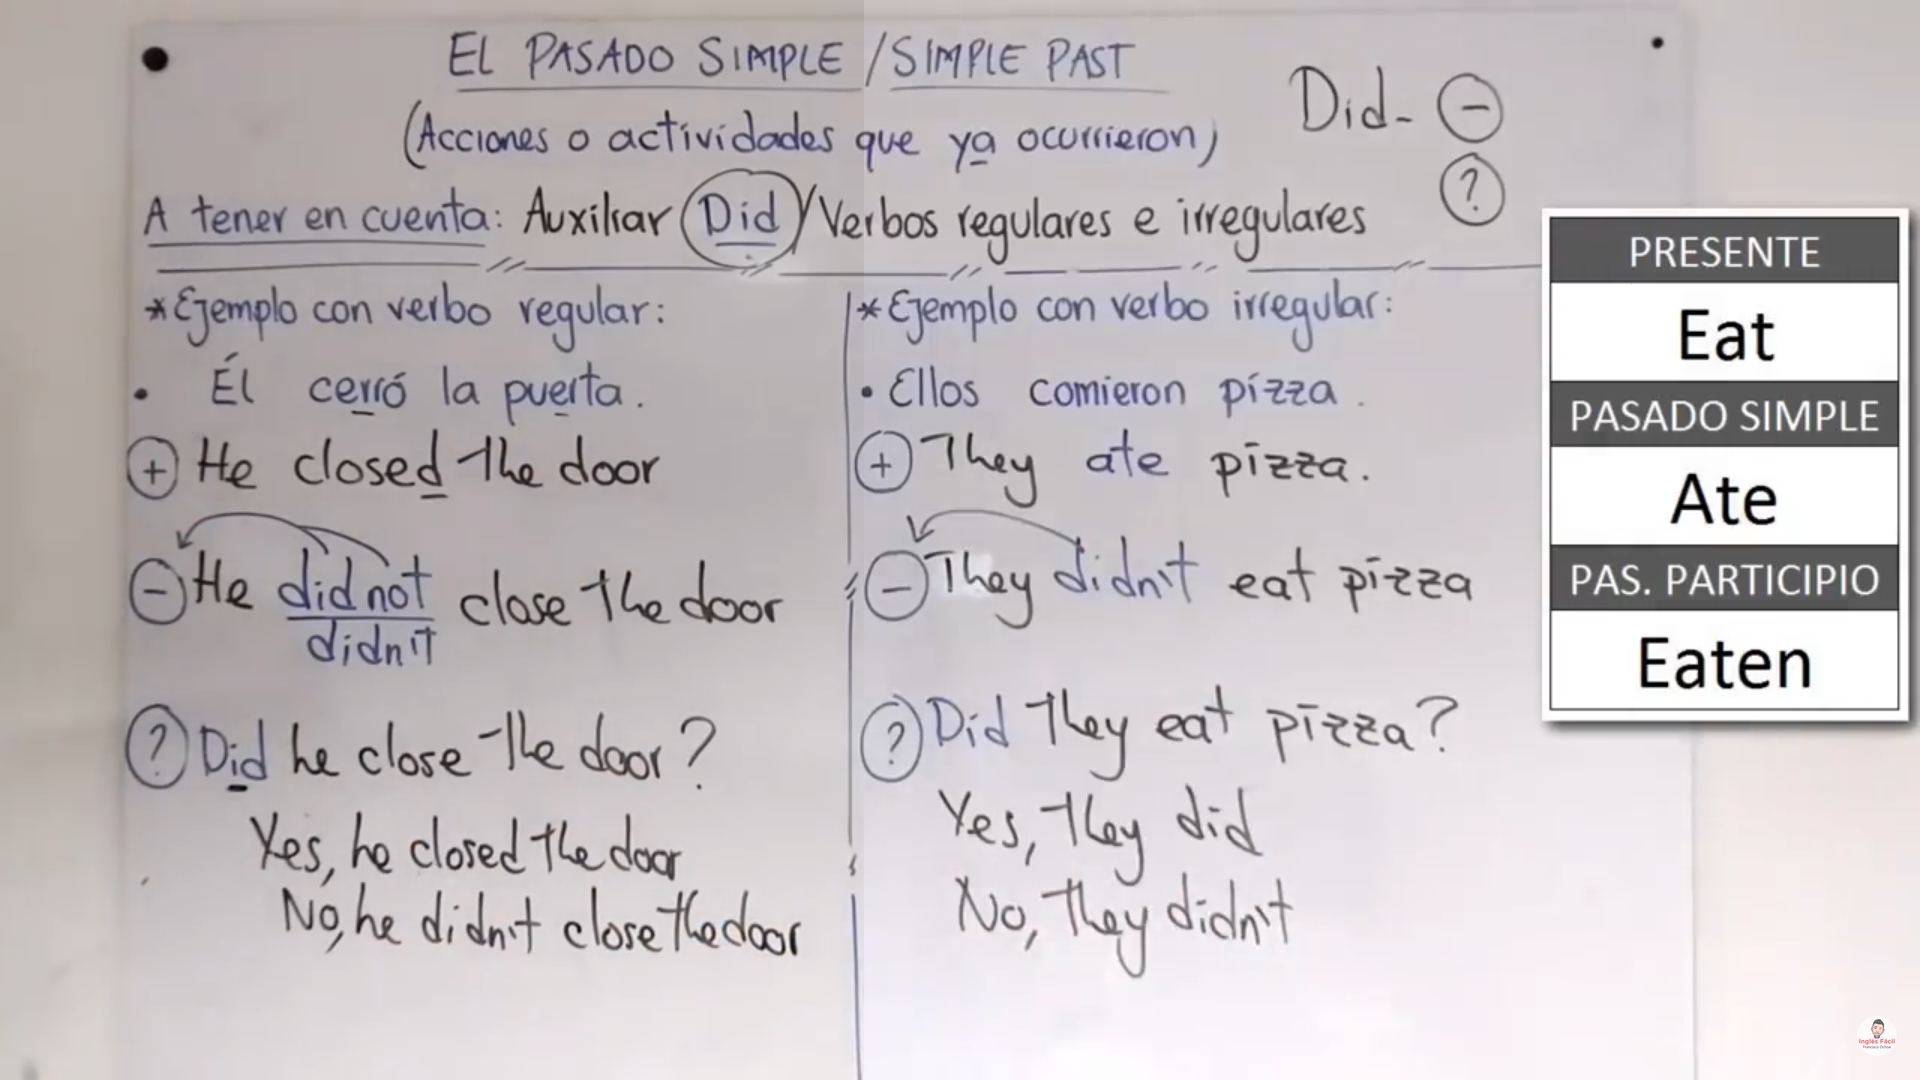 EL PASADO SIMPLE / SIMPLE PAST
(Acciones o actividades que ya ocurrieron)
Did - (-)
(?)
A tener en cuenta: Auxiliar Did / Verbos regulares e irregulares
* Ejemplo con verbo regular:
• Él cerró la puerta.
+ He closed the door
- He did not close the door
didn't
? Did he close the door?
Yes, he closed the door
No, he didn't close the door
* Ejemplo con verbo irregular:
• Ellos comieron pizza.
+ They ate pizza.
- They didn't eat pizza
? Did they eat pizza?
Yes, they did
No, they didn't
PRESENTE
Eat
PASADO SIMPLE
Ate
PAS. PARTICIPIO
Eaten
Inglés Fácil